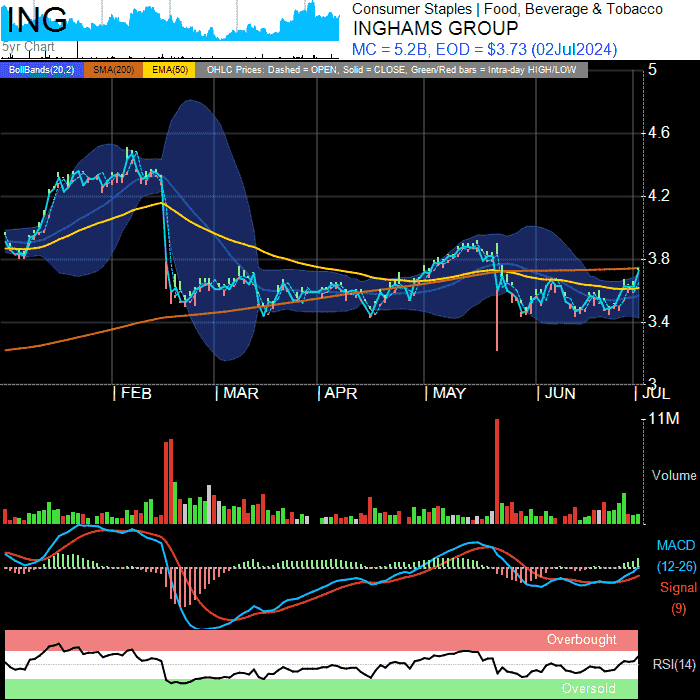 ING
5yr Chart
Consumer Staples | Food, Beverage & Tobacco
INGHAMS GROUP
MC = 5.2B, EOD = $3.73 (02Jul2024)
BollBands(20,2) SMA(200) EMA(50) OHLC Prices: Dashed = OPEN, Solid = CLOSE, Green/Red bars = Intra-day HIGH/LOW
5
4.6
4.2
3.8
3.4
3
| FEB | MAR | APR | MAY | JUN | JUL
11M
Volume
MACD
(12-26)
Signal
(9)
Overbought
RSI(14)
Oversold